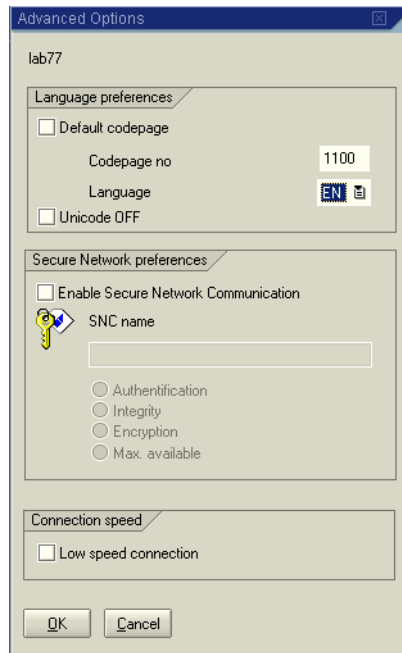 Advanced Options
lab77
Language preferences
Default codepage
Codepage no 1100
Language EN
Unicode OFF
Secure Network preferences
Enable Secure Network Communication
SNC name
Authentification
Integrity
Encryption
Max. available
Connection speed
Low speed connection
OK Cancel